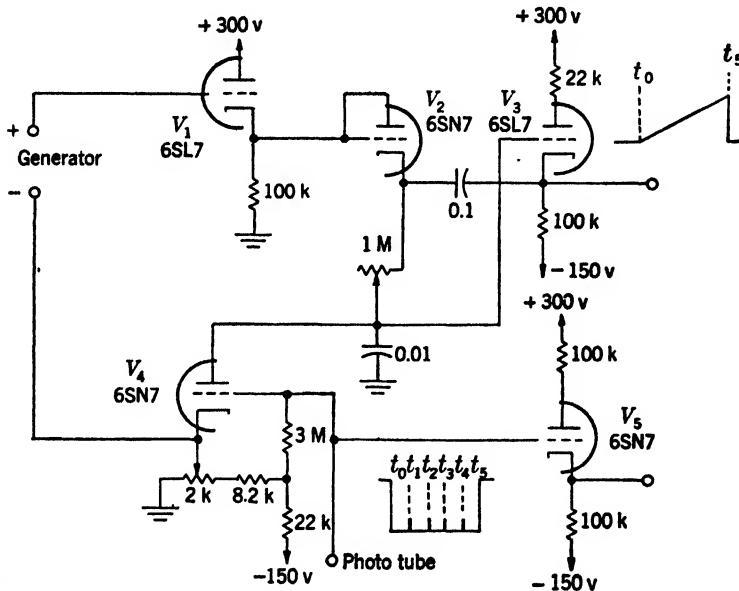 + 300 v
+ 300 v
t₀
t₅
22 k
V₁
6SL7
V₂
6SN7
V₃
6SL7
+
Generator
−
100 k
0.1
100 k
1 M
− 150 v
+ 300 v
0.01
100 k
V₄
6SN7
V₅
6SN7
3 M
t₀ t₁ t₂ t₃ t₄ t₅
2 k
8.2 k
22 k
100 k
−150 v
Photo tube
− 150 v